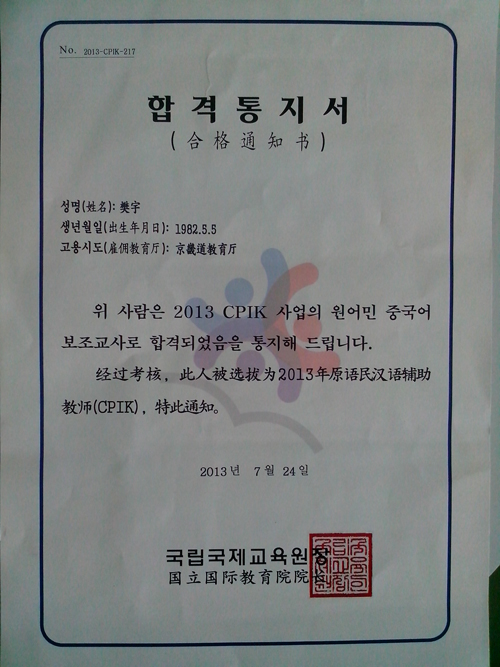 No. 2013-CPIK-217
합격통지서
(合格通知书)
성명(姓名): 樊宇
생년월일(出生年月日): 1982.5.5
고용시도(雇佣教育厅): 京畿道教育厅
위 사람은 2013 CPIK 사업의 원어민 중국어
보조교사로 합격되었음을 통지해 드립니다.
经过考核，此人被选拔为2013年原语民汉语辅助
教师(CPIK)，特此通知。
2013년 7월 24일
국립국제교육원장
国立国际教育院院长